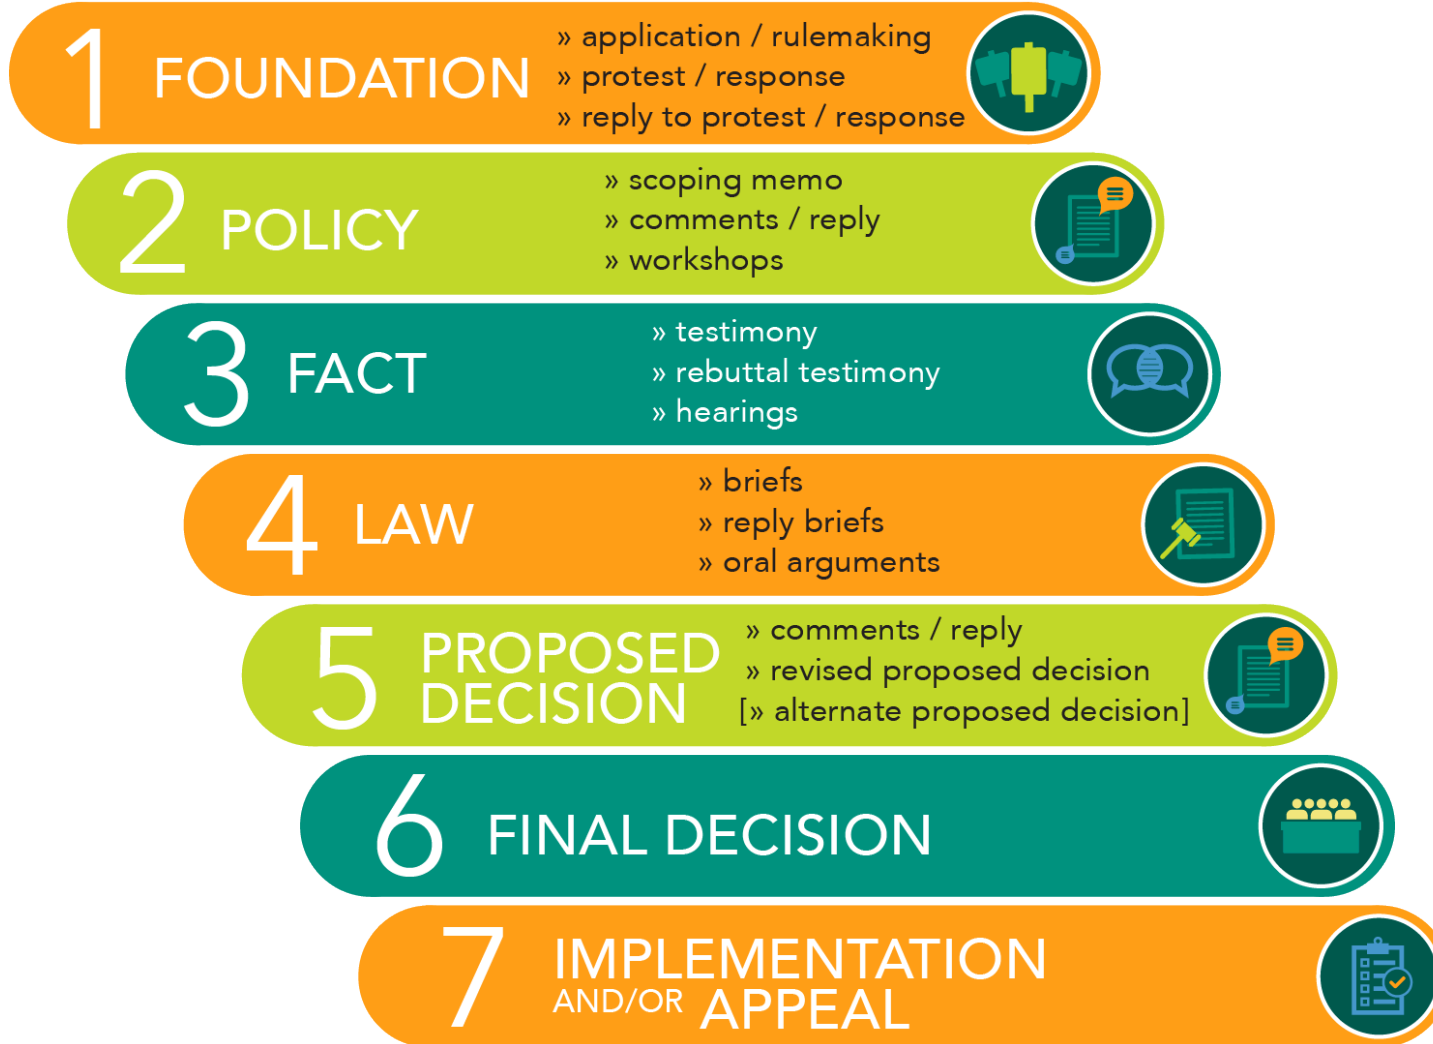 1 FOUNDATION
» application / rulemaking
» protest / response
» reply to protest / response
2 POLICY
» scoping memo
» comments / reply
» workshops
3 FACT
» testimony
» rebuttal testimony
» hearings
4 LAW
» briefs
» reply briefs
» oral arguments
5 PROPOSED
DECISION
» comments / reply
» revised proposed decision
[» alternate proposed decision]
6 FINAL DECISION
7 IMPLEMENTATION
AND/OR APPEAL